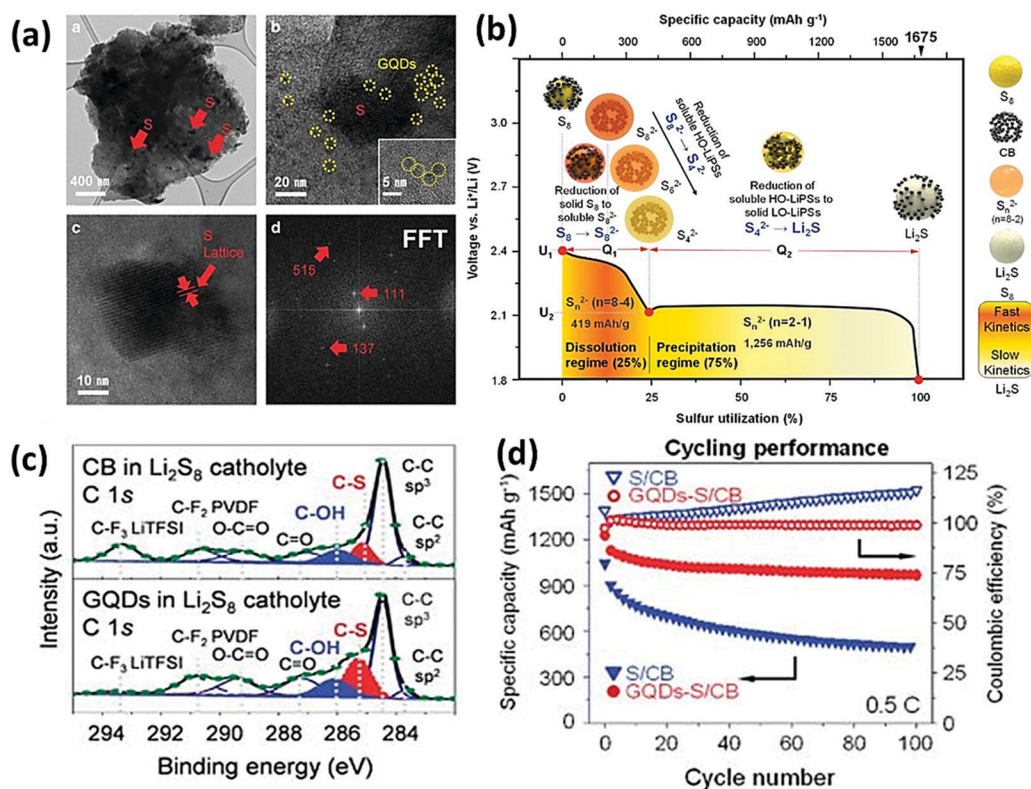 (a)
a
S
S
S
400 nm
b
GQDs
S
20 nm
5 nm
c
S
Lattice
10 nm
d
FFT
515
111
137
(b)
Specific capacity (mAh g⁻¹)
0 300 600 900 1200 1500 1675
Voltage vs. Li⁺/Li (V)
3.0
2.7
2.4
2.1
1.8
S₈
S₈²⁻
S₈²⁻
S₄²⁻
Reduction of
solid S₈ to
soluble S₈²⁻
S₈ → S₈²⁻
Reduction of
soluble HO-LiPSs
S₈²⁻ → S₄²⁻
Reduction of
soluble HO-LiPSs to
solid LO-LiPSs
S₄²⁻ → Li₂S
Li₂S
U₁
Q₁
Q₂
U₂
Sₙ²⁻ (n=8-4)
419 mAh/g
Sₙ²⁻ (n=2-1)
1,256 mAh/g
Dissolution
regime (25%)
Precipitation
regime (75%)
0 25 50 75 100
Sulfur utilization (%)
S₈
CB
Sₙ²⁻
(n=8-2)
Li₂S
S₈
Fast
Kinetics
Slow
Kinetics
Li₂S
(c)
CB in Li₂S₈ catholyte
C 1s
C-F₃ LiTFSI
C-F₂ PVDF
O-C=O
C=O
C-OH
C-S
C-C
sp³
C-C
sp²
GQDs in Li₂S₈ catholyte
C 1s
C-F₃ LiTFSI
C-F₂ PVDF
O-C=O
C=O
C-OH
C-S
C-C
sp³
C-C
sp²
Intensity (a.u.)
294 292 290 288 286 284
Binding energy (eV)
(d)
Cycling performance
S/CB
GQDs-S/CB
S/CB
GQDs-S/CB
0.5 C
Specific capacity (mAh g⁻¹)
1500
1200
900
600
300
0
Coulombic efficiency (%)
125
100
75
50
25
0
0 20 40 60 80 100
Cycle number